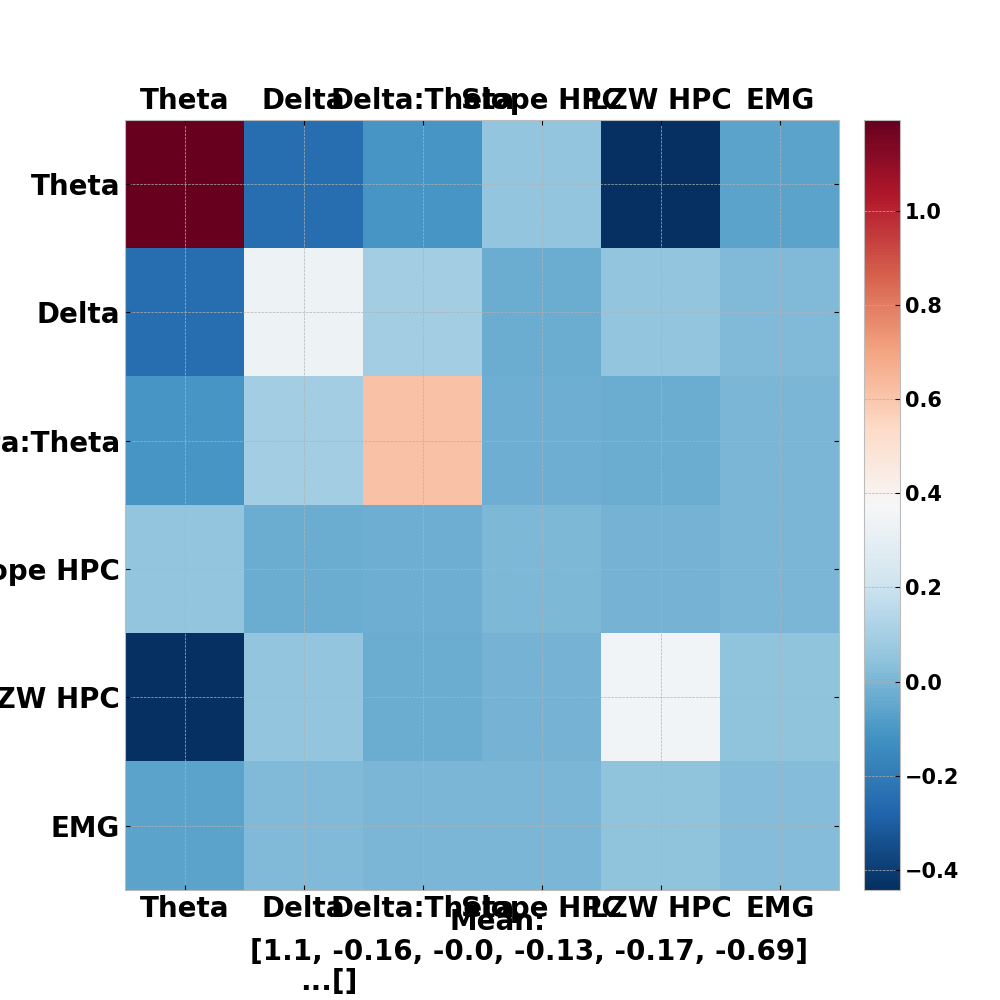 Theta Delta Delta:Theta Slope HPC LZW HPC EMG
Theta
Delta
a:Theta
ope HPC
ZW HPC
EMG
1.0
0.8
0.6
0.4
0.2
0.0
−0.2
−0.4
Theta Delta Delta:Theta Slope HPC LZW HPC EMG
Mean:
[1.1, -0.16, -0.0, -0.13, -0.17, -0.69]
...[]